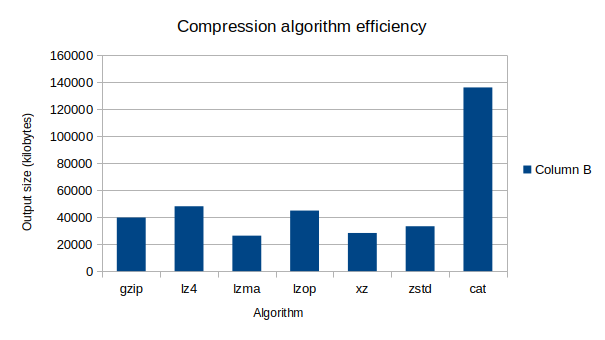 Compression algorithm efficiency
160000
140000
120000
100000
80000
60000
40000
20000
0
Output size (kilobytes)
gzip lz4 lzma lzop xz zstd cat
Algorithm
Column B